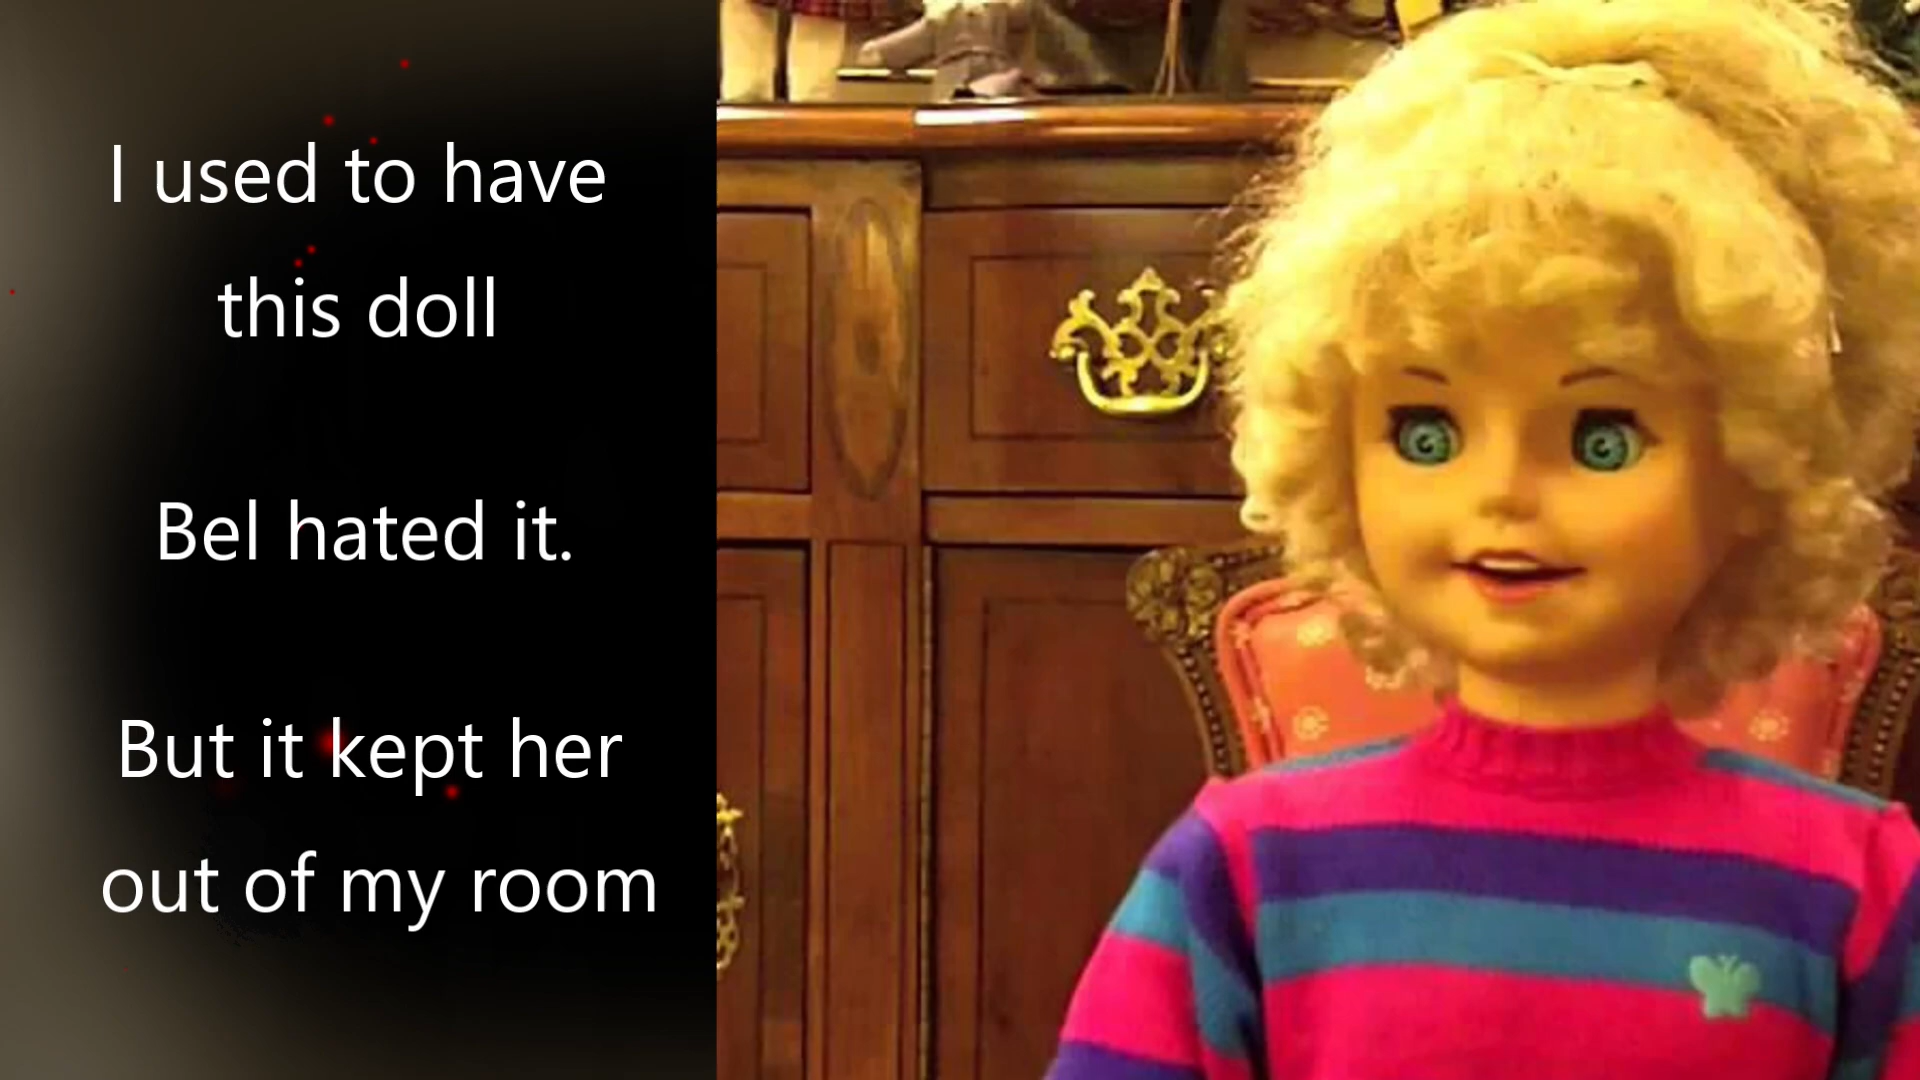 I used to have
this doll
Bel hated it.
But it kept her
out of my room